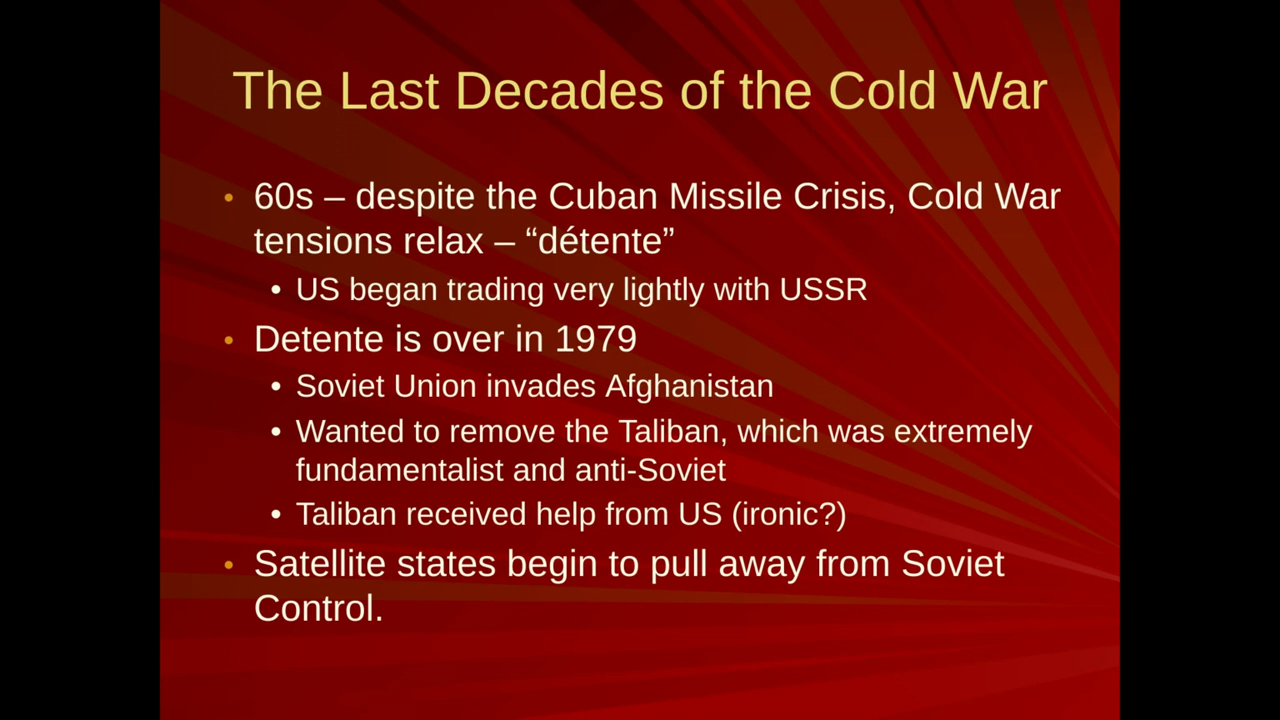 The Last Decades of the Cold War
• 60s – despite the Cuban Missile Crisis, Cold War
tensions relax – “détente”
• US began trading very lightly with USSR
• Detente is over in 1979
• Soviet Union invades Afghanistan
• Wanted to remove the Taliban, which was extremely
fundamentalist and anti-Soviet
• Taliban received help from US (ironic?)
• Satellite states begin to pull away from Soviet
Control.